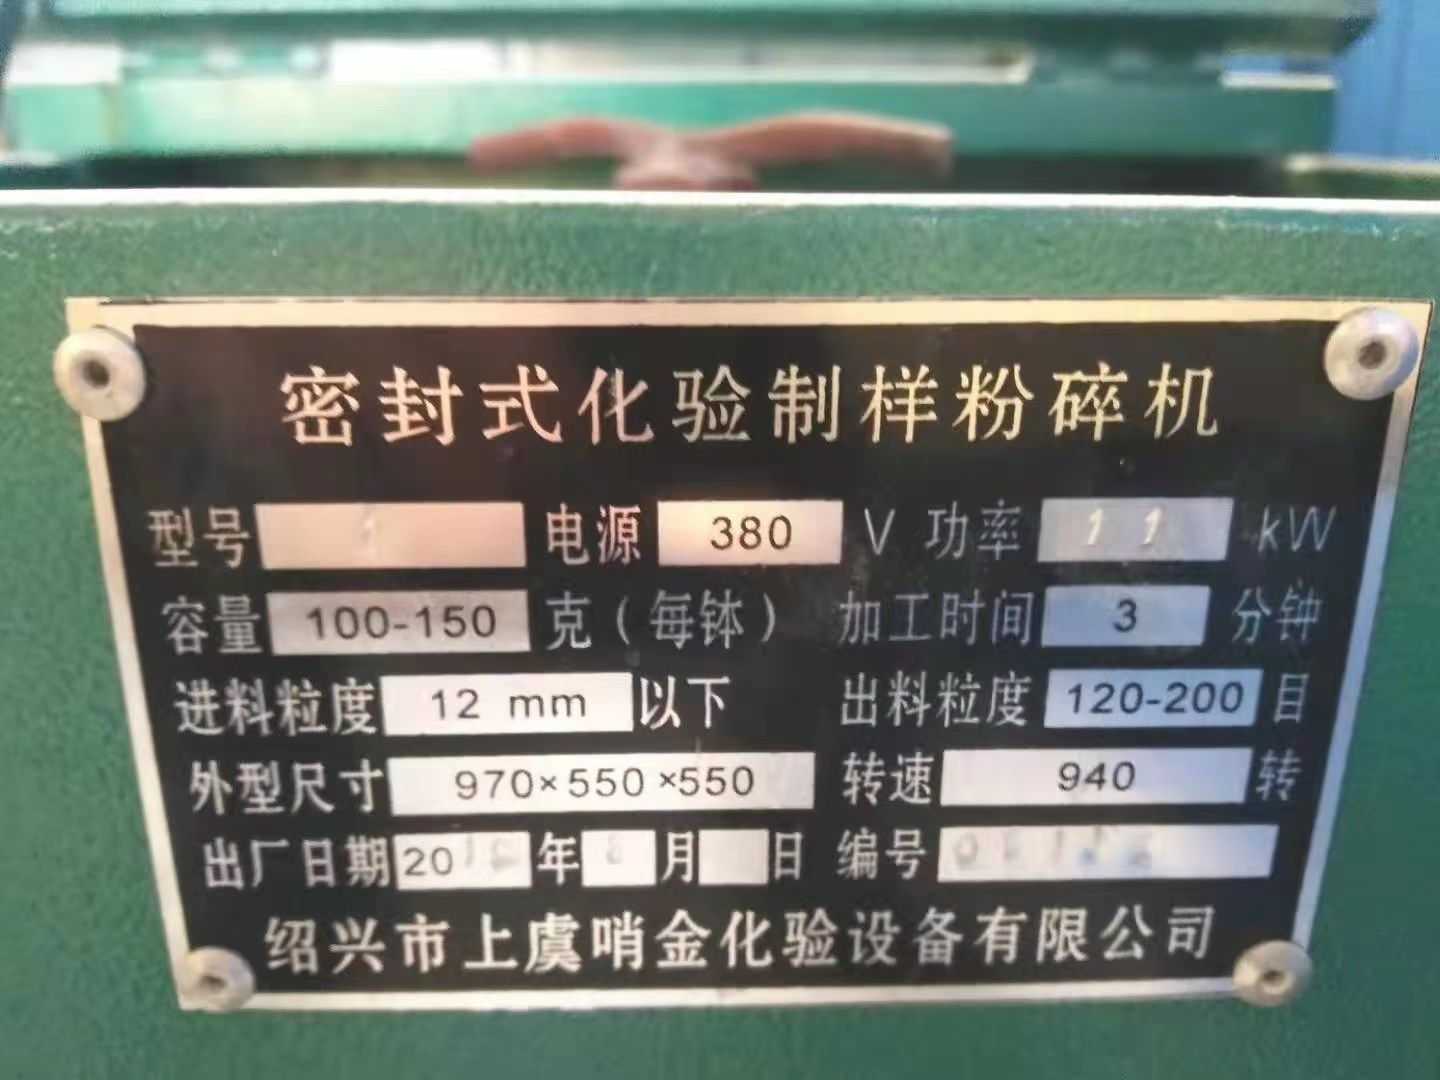 密封式化验制样粉碎机
型号 1 电源 380 V 功率 1 1 kW
容量 100-150 克(每钵) 加工时间 3 分钟
进料粒度 12 mm 以下 出料粒度 120-200 目
外型尺寸 970×550×550 转速 940 转
出厂日期 20 年 月 日 编号
绍兴市上虞哨金化验设备有限公司